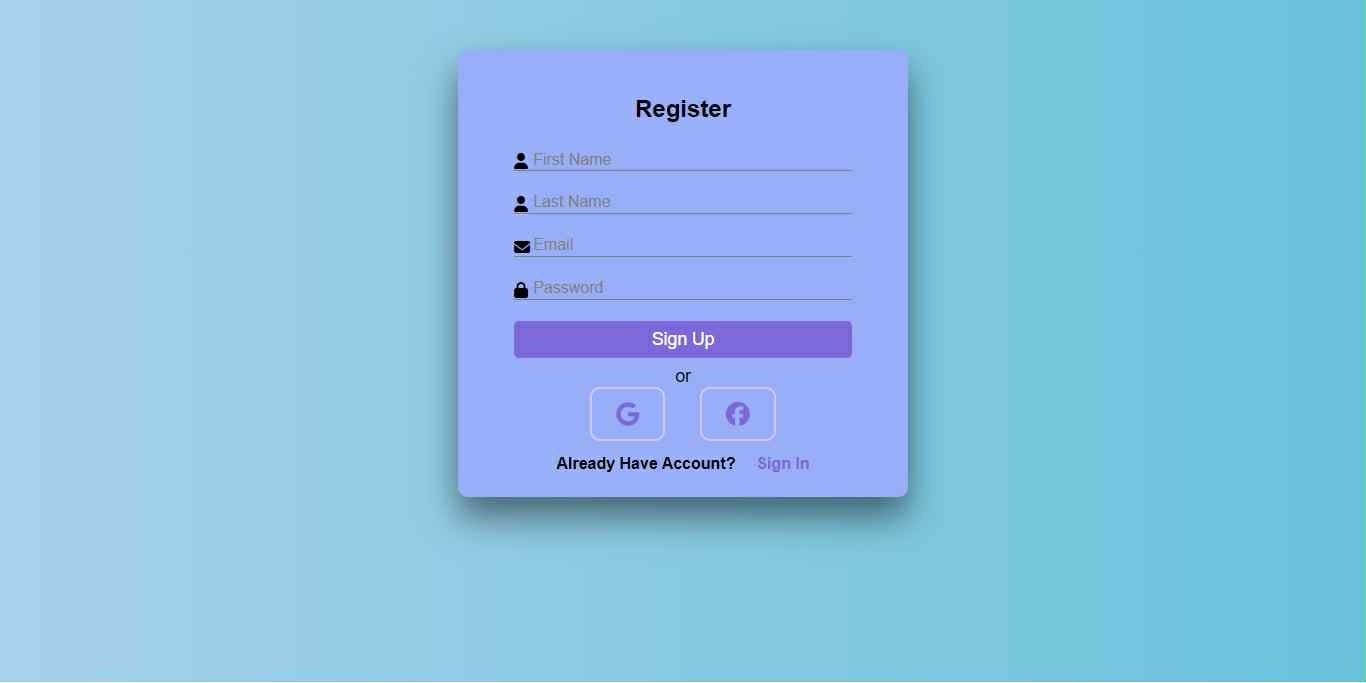 Register
First Name
Last Name
Email
Password
Sign Up
or
Already Have Account? Sign In